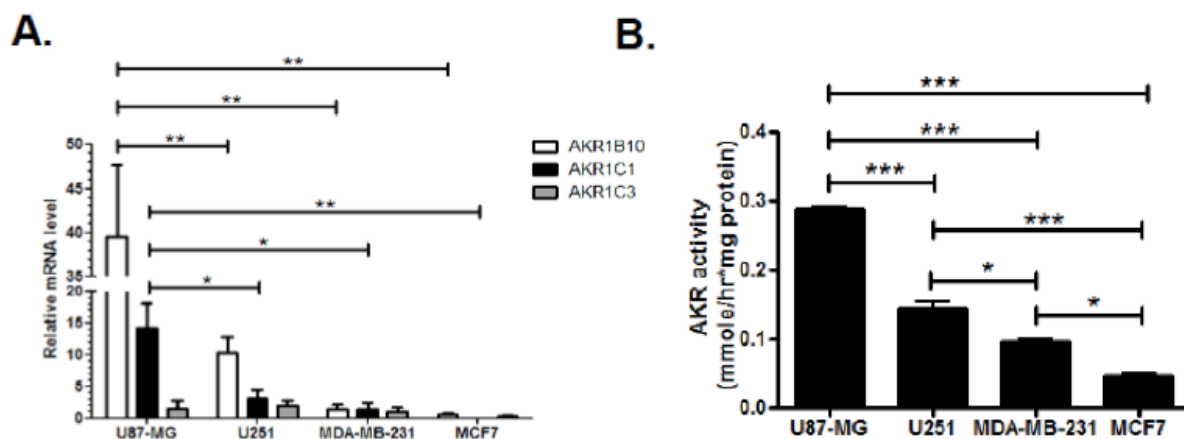 A.
**
**
**
50
45
40
35
20
15
10
5
0
Relative mRNA level
**
*
*
AKR1B10
AKR1C1
AKR1C3
U87-MG U251 MDA-MB-231 MCF7
B.
***
***
***
***
*
*
0.4
0.3
0.2
0.1
0.0
AKR activity
(mmole/hr*mg protein)
U87-MG U251 MDA-MB-231 MCF7